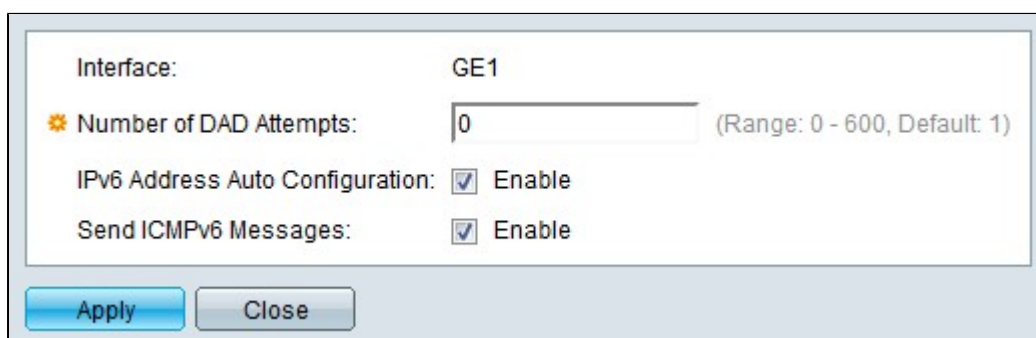 Interface: GE1
Number of DAD Attempts: 0 (Range: 0 - 600, Default: 1)
IPv6 Address Auto Configuration: Enable
Send ICMPv6 Messages: Enable
Apply Close